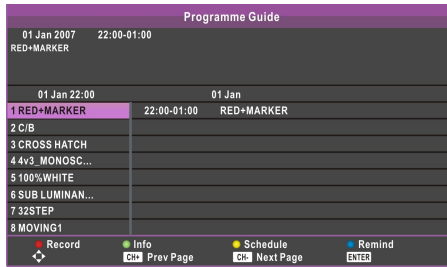 Programme Guide
01 Jan 2007 22:00-01:00
RED+MARKER
01 Jan 22:00 01 Jan
1 RED+MARKER 22:00-01:00 RED+MARKER
2 C/B
3 CROSS HATCH
4 4v3_MONOSC...
5 100%WHITE
6 SUB LUMINAN...
7 32STEP
8 MOVING1
Record Info Schedule Remind
CH+ Prev Page CH- Next Page ENTER